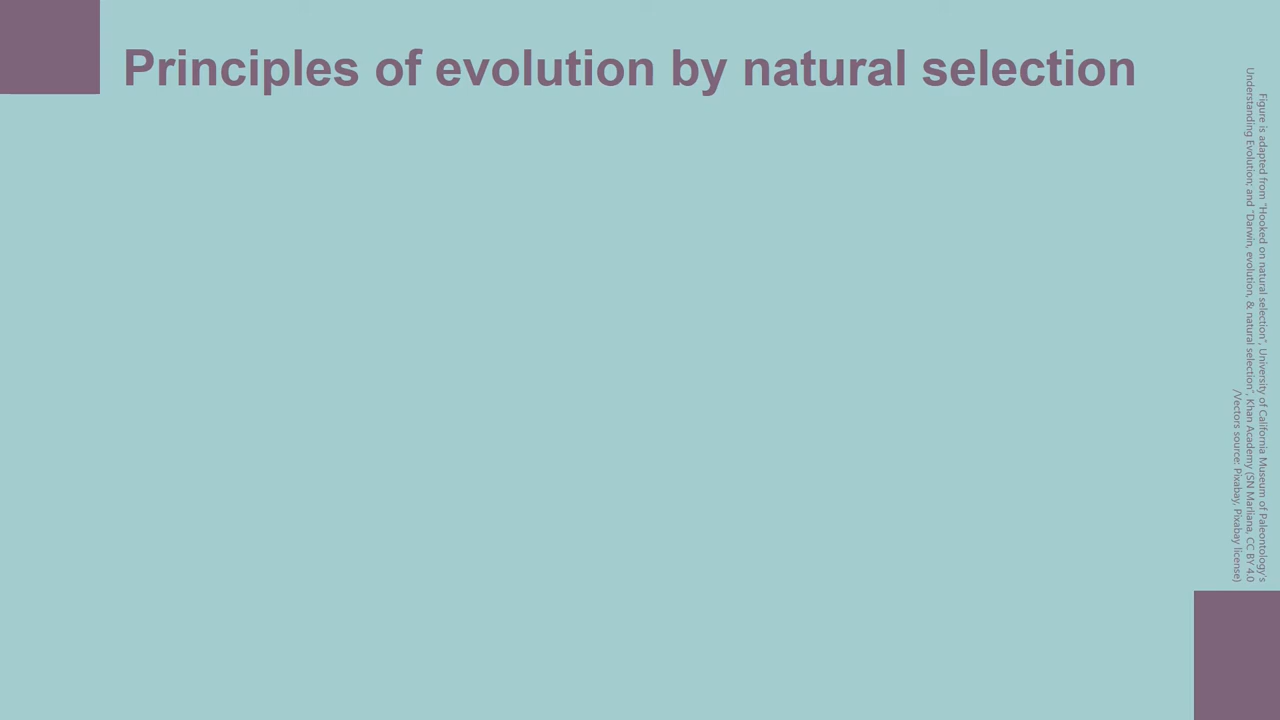 Principles of evolution by natural selection
Figure is adapted from "Hooked on natural selection", University of California Museum of Paleontology's
Understanding Evolution; and "Darwin, evolution, & natural selection", Khan Academy (SN Marliana, CC BY 4.0
/Vectors source: Pixabay, Pixabay license)